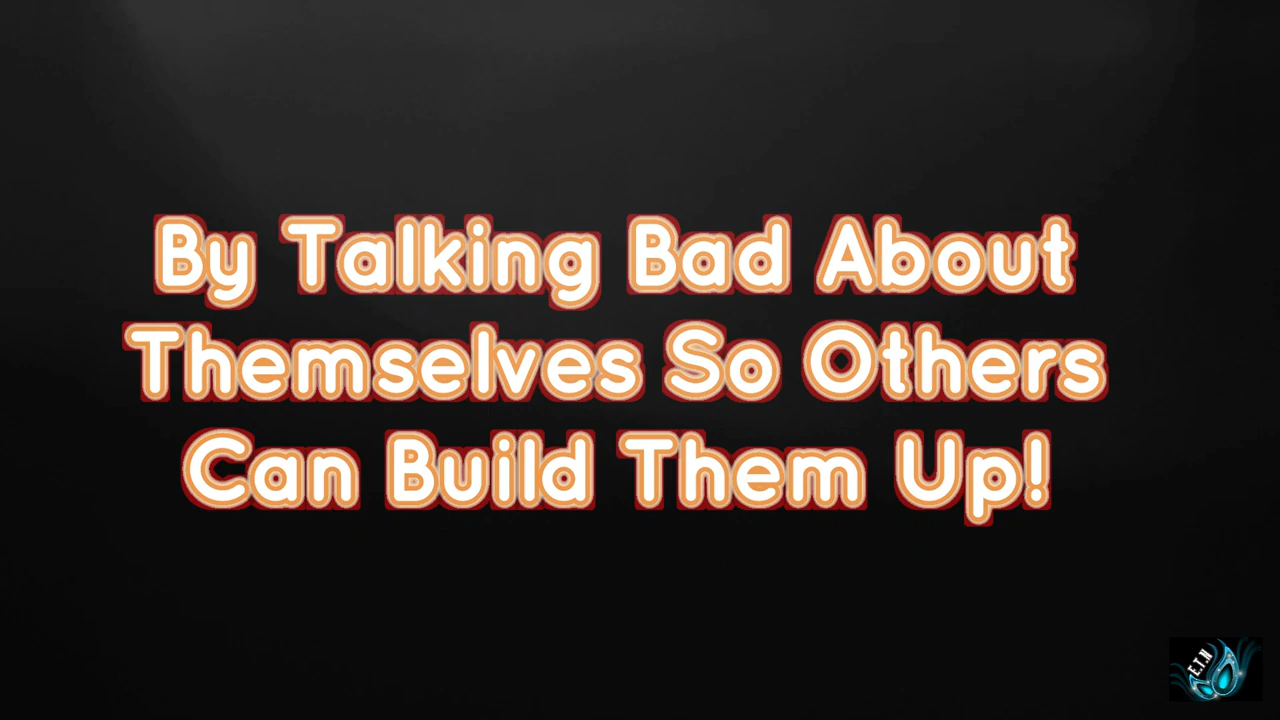 By Talking Bad About
Themselves So Others
Can Build Them Up!
E.T.N